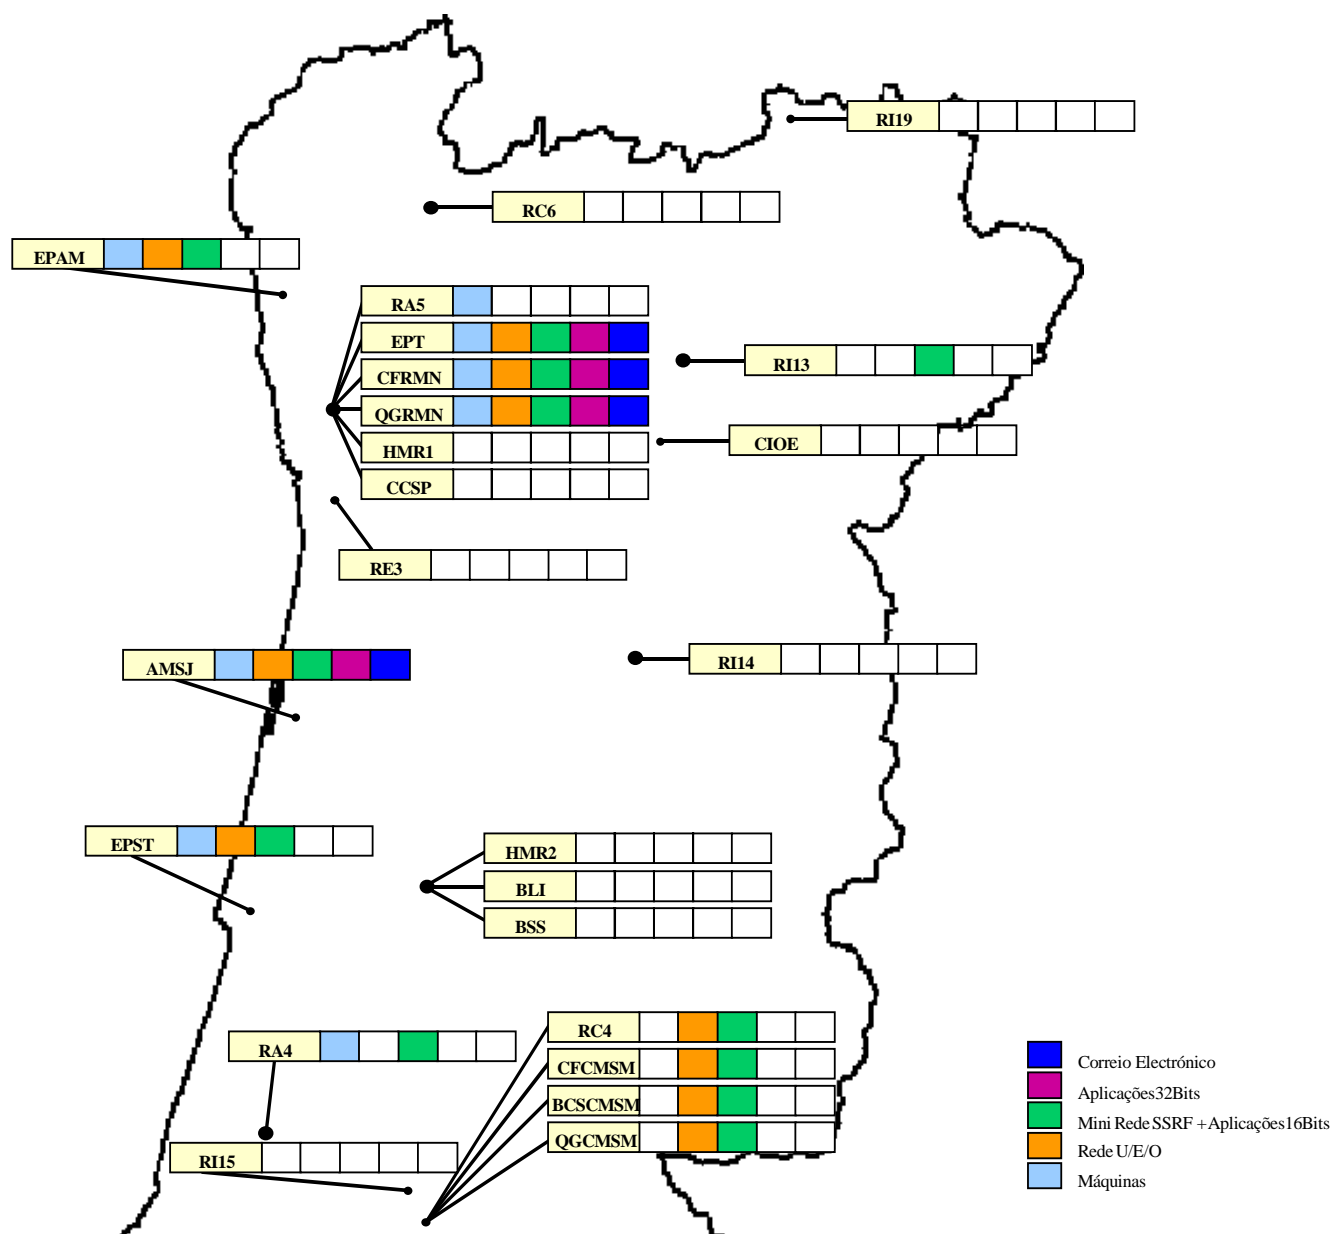 RI19
RC6
EPAM
RA5
EPT
RI13
CFRMN
QGRMN
CIOE
HMR1
CCSP
RE3
AMSJ
RI14
EPST
HMR2
BLI
BSS
RC4
RA4
CFCMSM
BCSCMSM
QGCMSM
RI15
Correio Electrónico
Aplicações32Bits
Mini Rede SSRF +Aplicações16Bits
Rede U/E/O
Máquinas